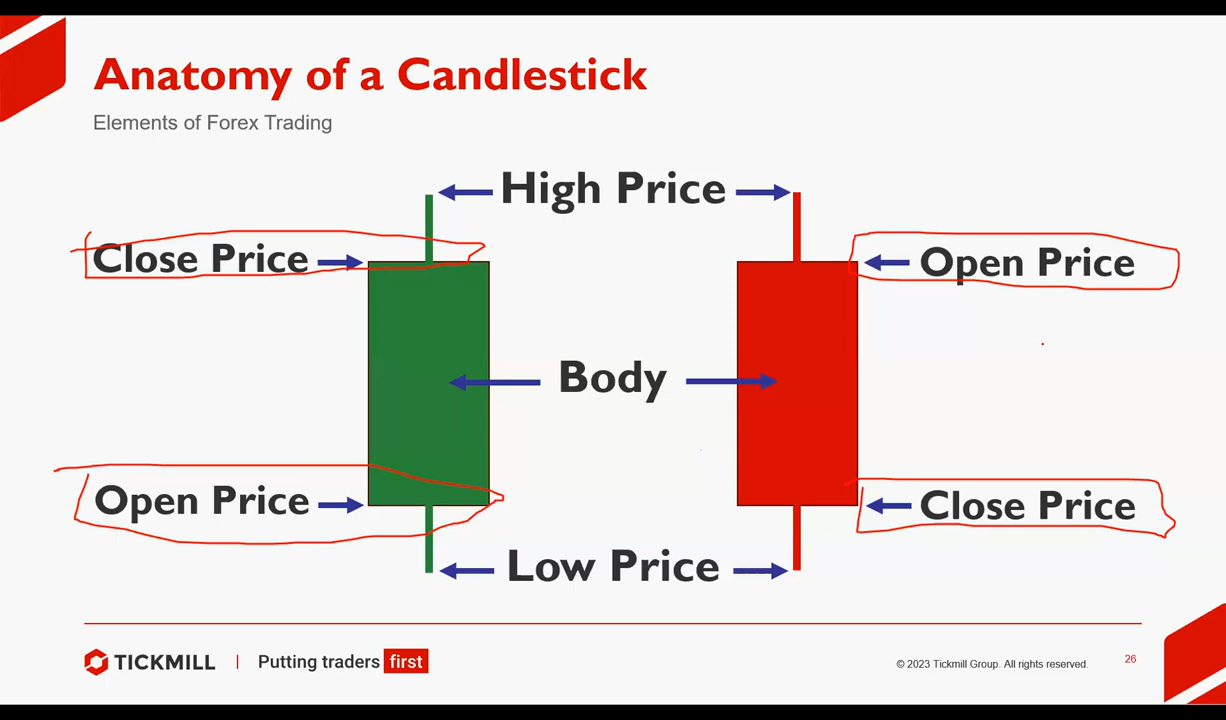 Anatomy of a Candlestick
Elements of Forex Trading
High Price
Close Price
Open Price
Body
Open Price
Close Price
Low Price
TICKMILL | Putting traders first
© 2023 Tickmill Group. All rights reserved.
26